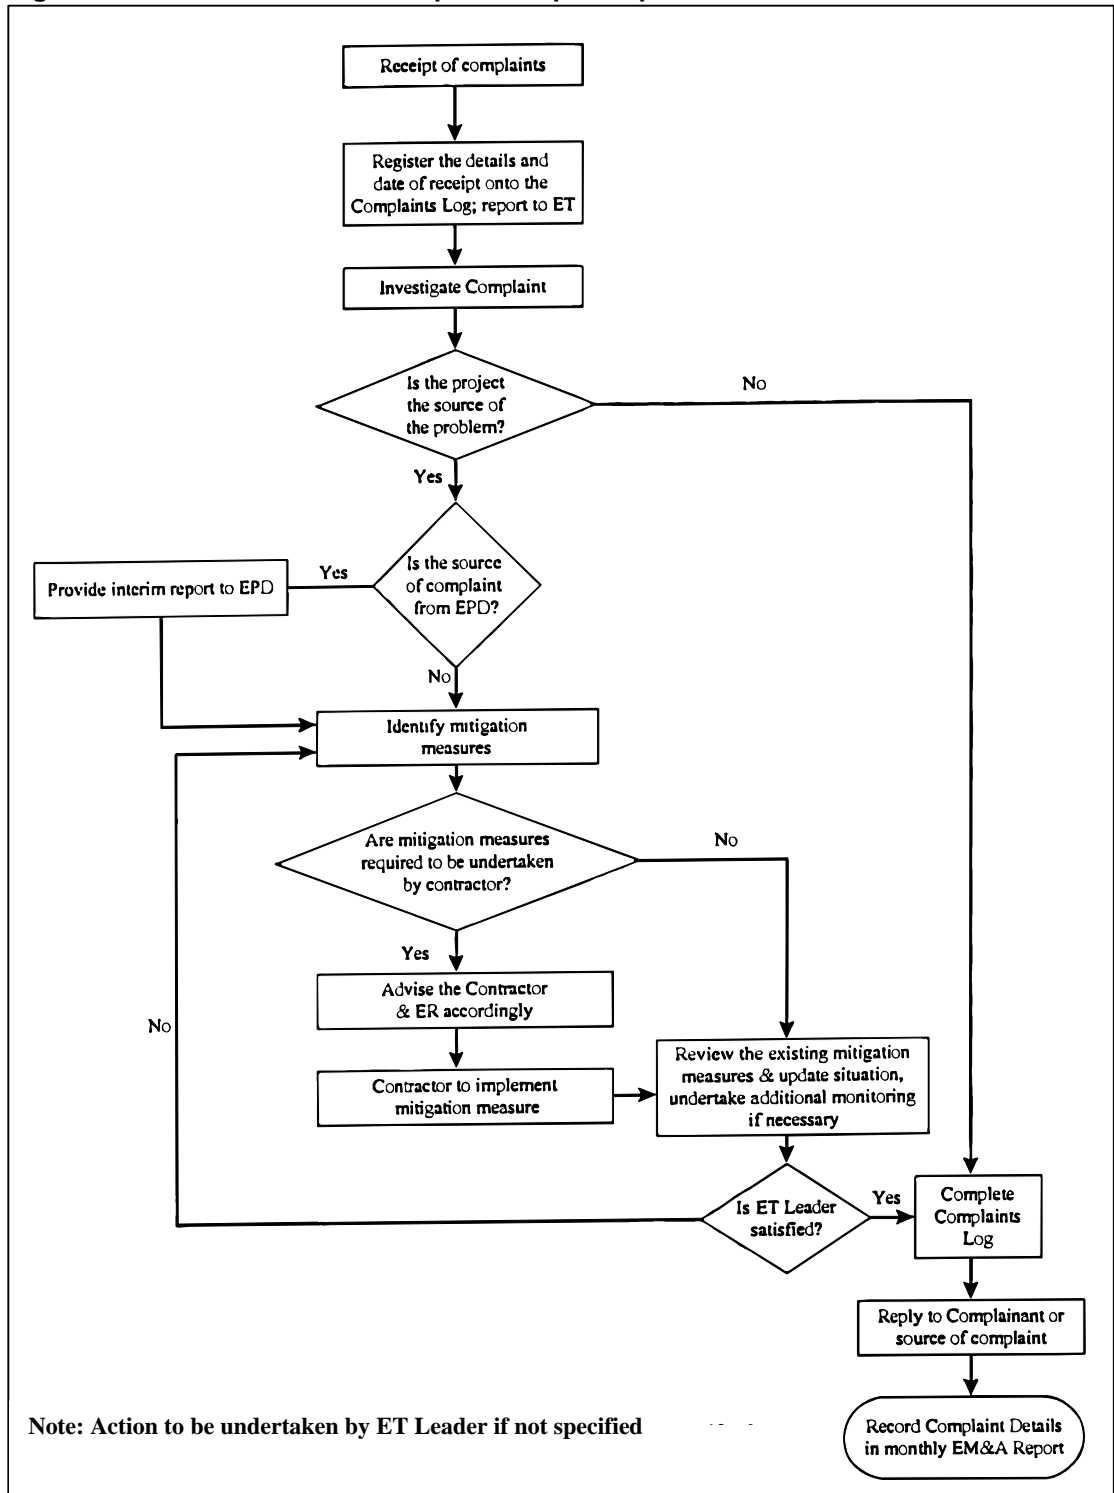 Receipt of complaints
Register the details and
date of receipt onto the
Complaints Log; report to ET
Investigate Complaint
Is the project
the source of
the problem?
No
Yes
Is the source
of complaint
from EPD?
Yes
Provide interim report to EPD
No
Identify mitigation
measures
Are mitigation measures
required to be undertaken
by contractor?
No
Yes
Advise the Contractor
& ER accordingly
No
Contractor to implement
mitigation measure
Review the existing mitigation
measures & update situation,
undertake additional monitoring
if necessary
Is ET Leader
satisfied?
Yes
Complete
Complaints
Log
Reply to Complainant or
source of complaint
Record Complaint Details
in monthly EM&A Report
Note: Action to be undertaken by ET Leader if not specified